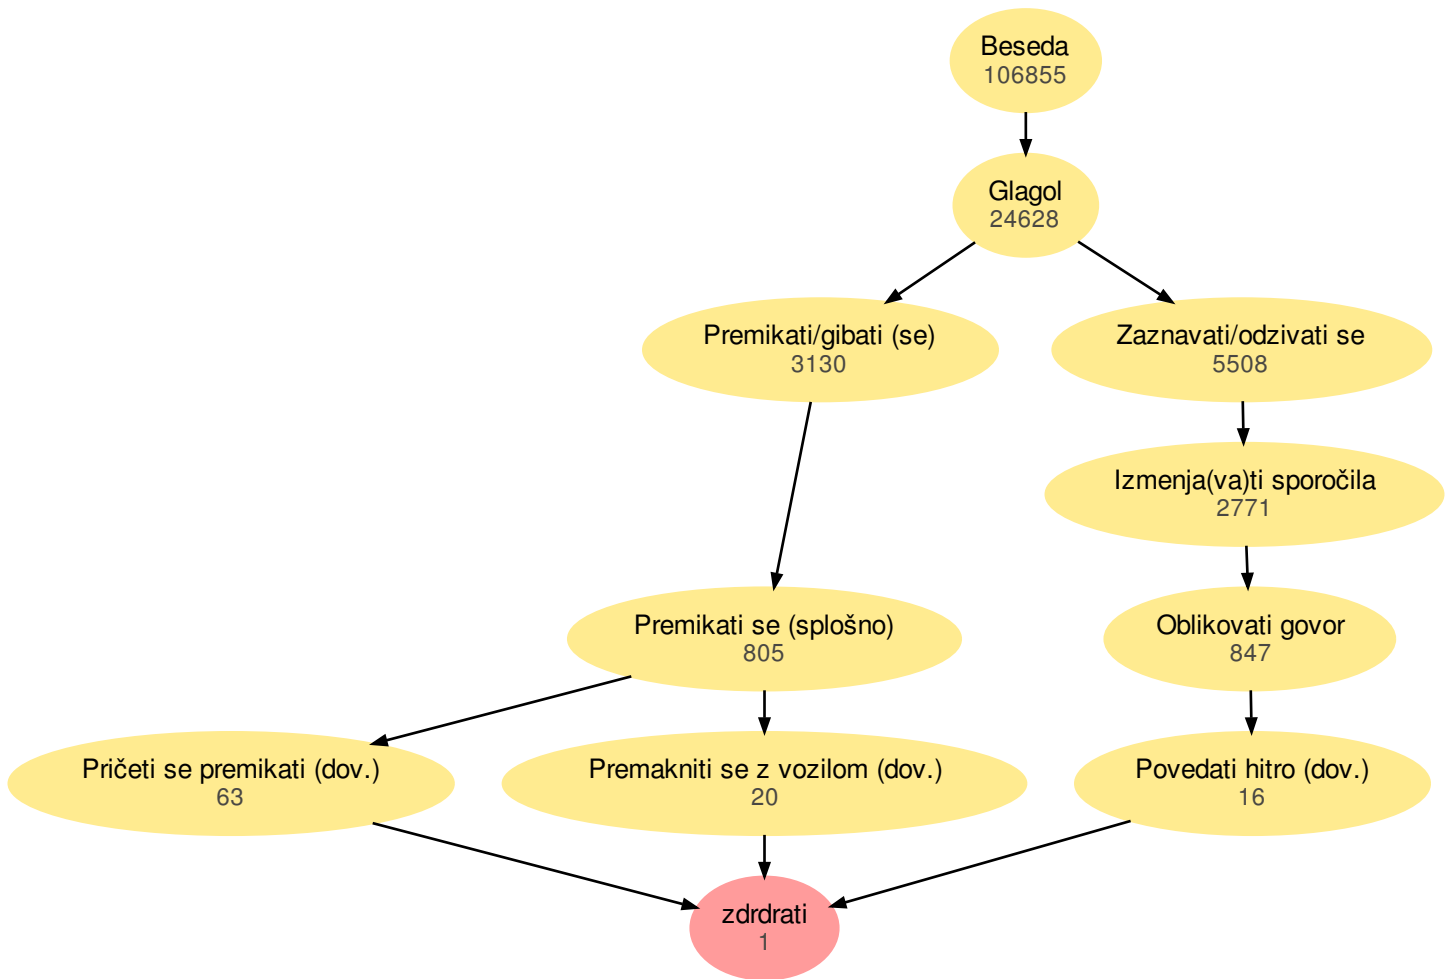 Beseda
106855
Glagol
24628
Premikati/gibati (se)
3130
Zaznavati/odzivati se
5508
Izmenja(va)ti sporočila
2771
Premikati se (splošno)
805
Oblikovati govor
847
Pričeti se premikati (dov.)
63
Premakniti se z vozilom (dov.)
20
Povedati hitro (dov.)
16
zdrdrati
1